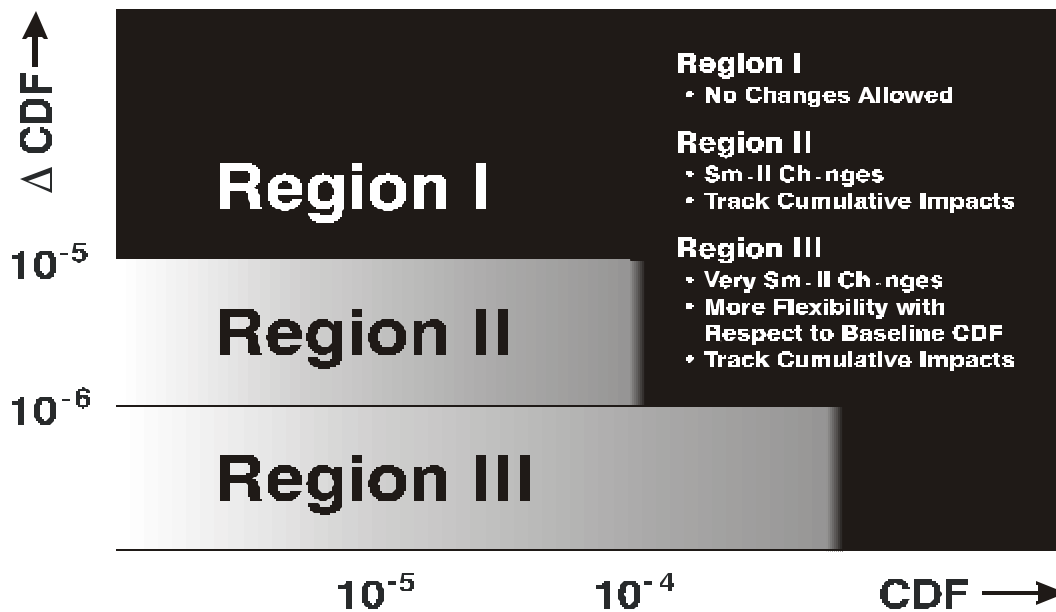 Δ CDF→
Region I
• No Changes Allowed
Region II
• Sm-ll Ch-nges
• Track Cumulative Impacts
Region III
• Very Sm-ll Ch-nges
• More Flexibility with
Respect to Baseline CDF
• Track Cumulative Impacts
Region I
10⁻⁵
Region II
10⁻⁶
Region III
10⁻⁵
10⁻⁴
CDF →